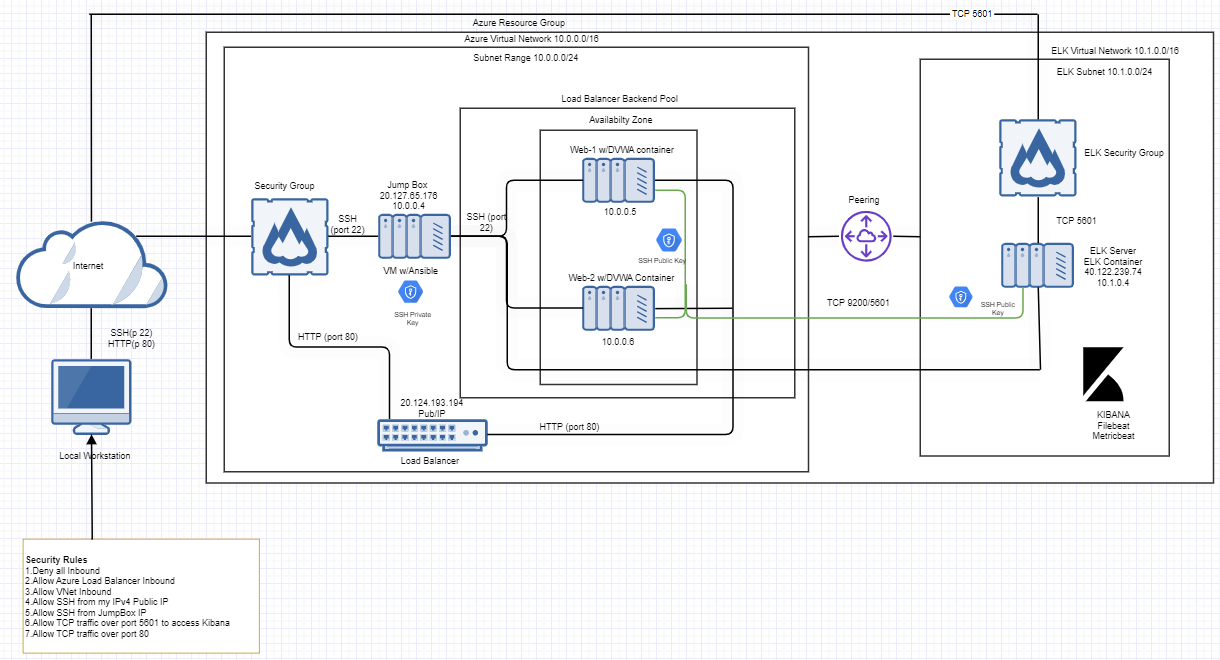 TCP 5601
Azure Resource Group
Azure Virtual Network 10.0.0.0/16
ELK Virtual Network 10.1.0.0/16
Subnet Range 10.0.0.0/24
ELK Subnet 10.1.0.0/24
Load Balancer Backend Pool
Availabilty Zone
Web-1 w/DVWA container
10.0.0.5
ELK Security Group
Security Group
Jump Box
20.127.65.176
10.0.0.4
SSH
(port 22)
SSH (port
22)
Peering
TCP 5601
SSH Public Key
Internet
VM w/Ansible
SSH Private
Key
Web-2 w/DVWA Container
10.0.0.6
ELK Server
ELK Container
40.122.239.74
10.1.0.4
TCP 9200/5601
SSH Public
Key
SSH(p 22)
HTTP(p 80)
HTTP (port 80)
20.124.193.194
Pub/IP
HTTP (port 80)
Load Balancer
KIBANA
Filebeat
Metricbeat
Local Workstation
Security Rules
1.Deny all Inbound
2.Allow Azure Load Balancer Inbound
3.Allow VNet Inbound
4.Allow SSH from my IPv4 Public IP
5.Allow SSH from JumpBox IP
6.Allow TCP traffic over port 5601 to access Kibana
7.Allow TCP traffic over port 80